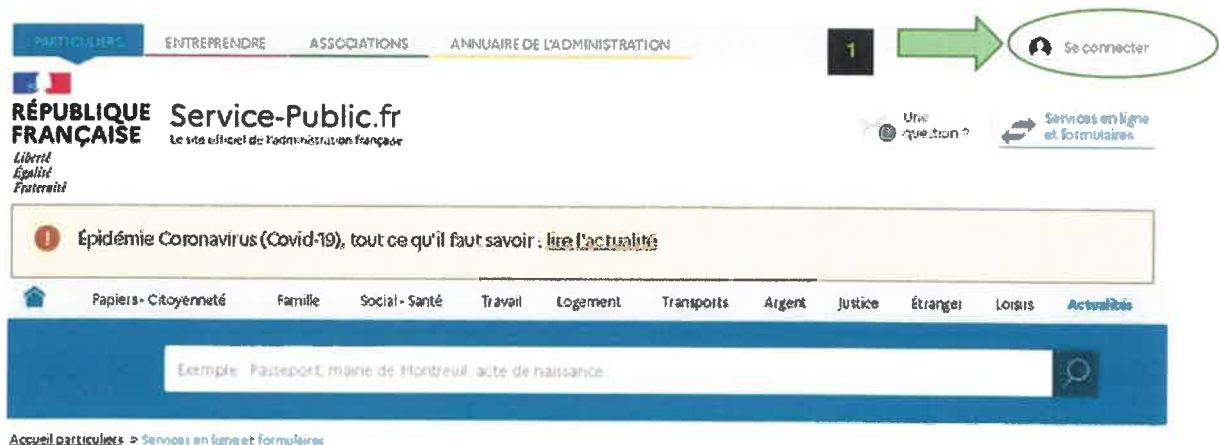 PARTICULIERS ENTREPRENDRE ASSOCIATIONS ANNUAIRE DE L'ADMINISTRATION 1 Se connecter
RÉPUBLIQUE
FRANÇAISE
Liberté
Égalité
Fraternité
Service-Public.fr
Le site officiel de l'administration française
Une
question ?
Services en ligne
et formulaires
Épidémie Coronavirus (Covid-19), tout ce qu'il faut savoir : lire l'actualité
Papiers - Citoyenneté Famille Social - Santé Travail Logement Transports Argent Justice Étranger Loisirs Actualités
Exemple : Passeport, mairie de Montreuil, acte de naissance
Accueil particuliers > Services en ligne et formulaires